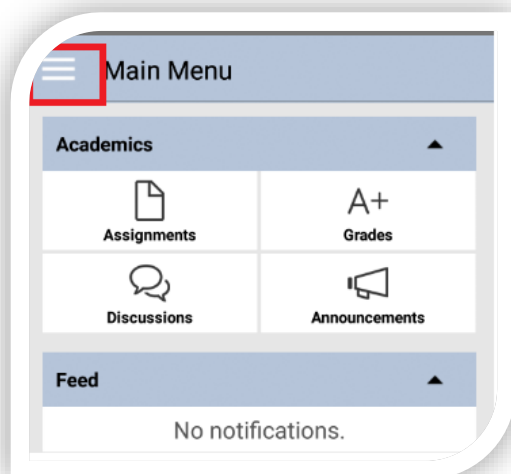 Main Menu
Academics
A+
Assignments
Grades
Discussions
Announcements
Feed
No notifications.